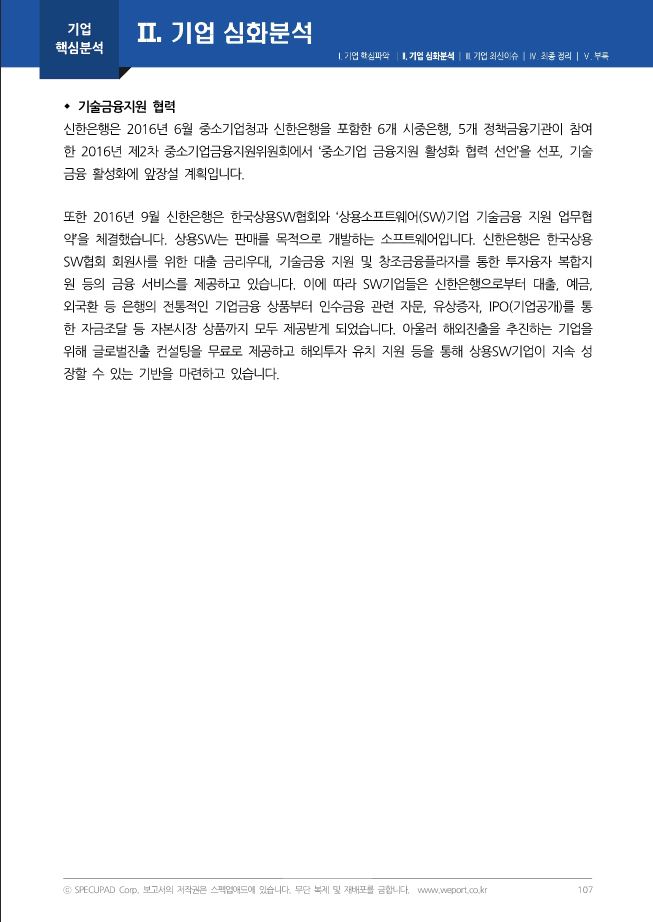 기업
핵심분석
Ⅱ. 기업 심화분석
Ⅰ. 기업 핵심파악 | Ⅱ. 기업 심화분석 | Ⅲ. 기업 최신이슈 | Ⅳ. 최종 정리 | Ⅴ. 부록
◆ 기술금융지원 협력
신한은행은 2016년 6월 중소기업청과 신한은행을 포함한 6개 시중은행, 5개 정책금융기관이 참여
한 2016년 제2차 중소기업금융지원위원회에서 ‘중소기업 금융지원 활성화 협력 선언’을 선포, 기술
금융 활성화에 앞장설 계획입니다.
또한 2016년 9월 신한은행은 한국상용SW협회와 ‘상용소프트웨어(SW)기업 기술금융 지원 업무협
약’을 체결했습니다. 상용SW는 판매를 목적으로 개발하는 소프트웨어입니다. 신한은행은 한국상용
SW협회 회원사를 위한 대출 금리우대, 기술금융 지원 및 창조금융플라자를 통한 투자융자 복합지
원 등의 금융 서비스를 제공하고 있습니다. 이에 따라 SW기업들은 신한은행으로부터 대출, 예금,
외국환 등 은행의 전통적인 기업금융 상품부터 인수금융 관련 자문, 유상증자, IPO(기업공개)를 통
한 자금조달 등 자본시장 상품까지 모두 제공받게 되었습니다. 아울러 해외진출을 추진하는 기업을
위해 글로벌진출 컨설팅을 무료로 제공하고 해외투자 유치 지원 등을 통해 상용SW기업이 지속 성
장할 수 있는 기반을 마련하고 있습니다.
ⓒ SPECUPAD Corp. 보고서의 저작권은 스펙업애드에 있습니다. 무단 복제 및 재배포를 금합니다. www.weport.co.kr 107